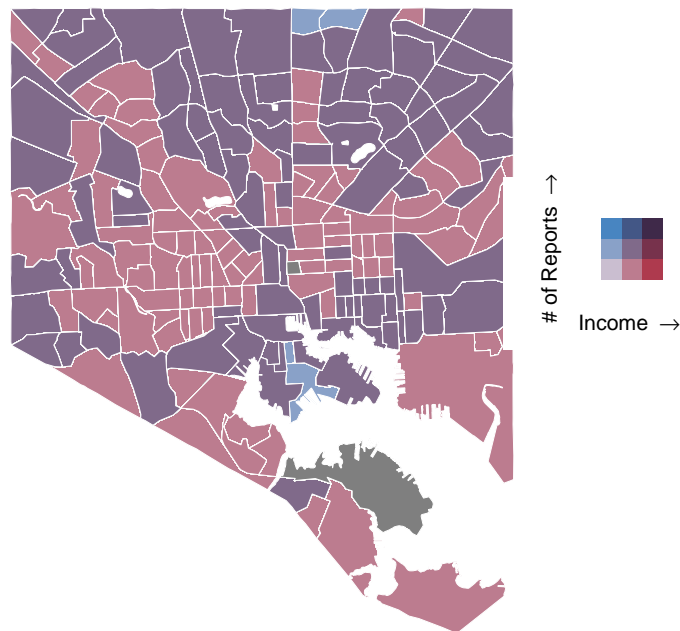 # of Reports →
Income →